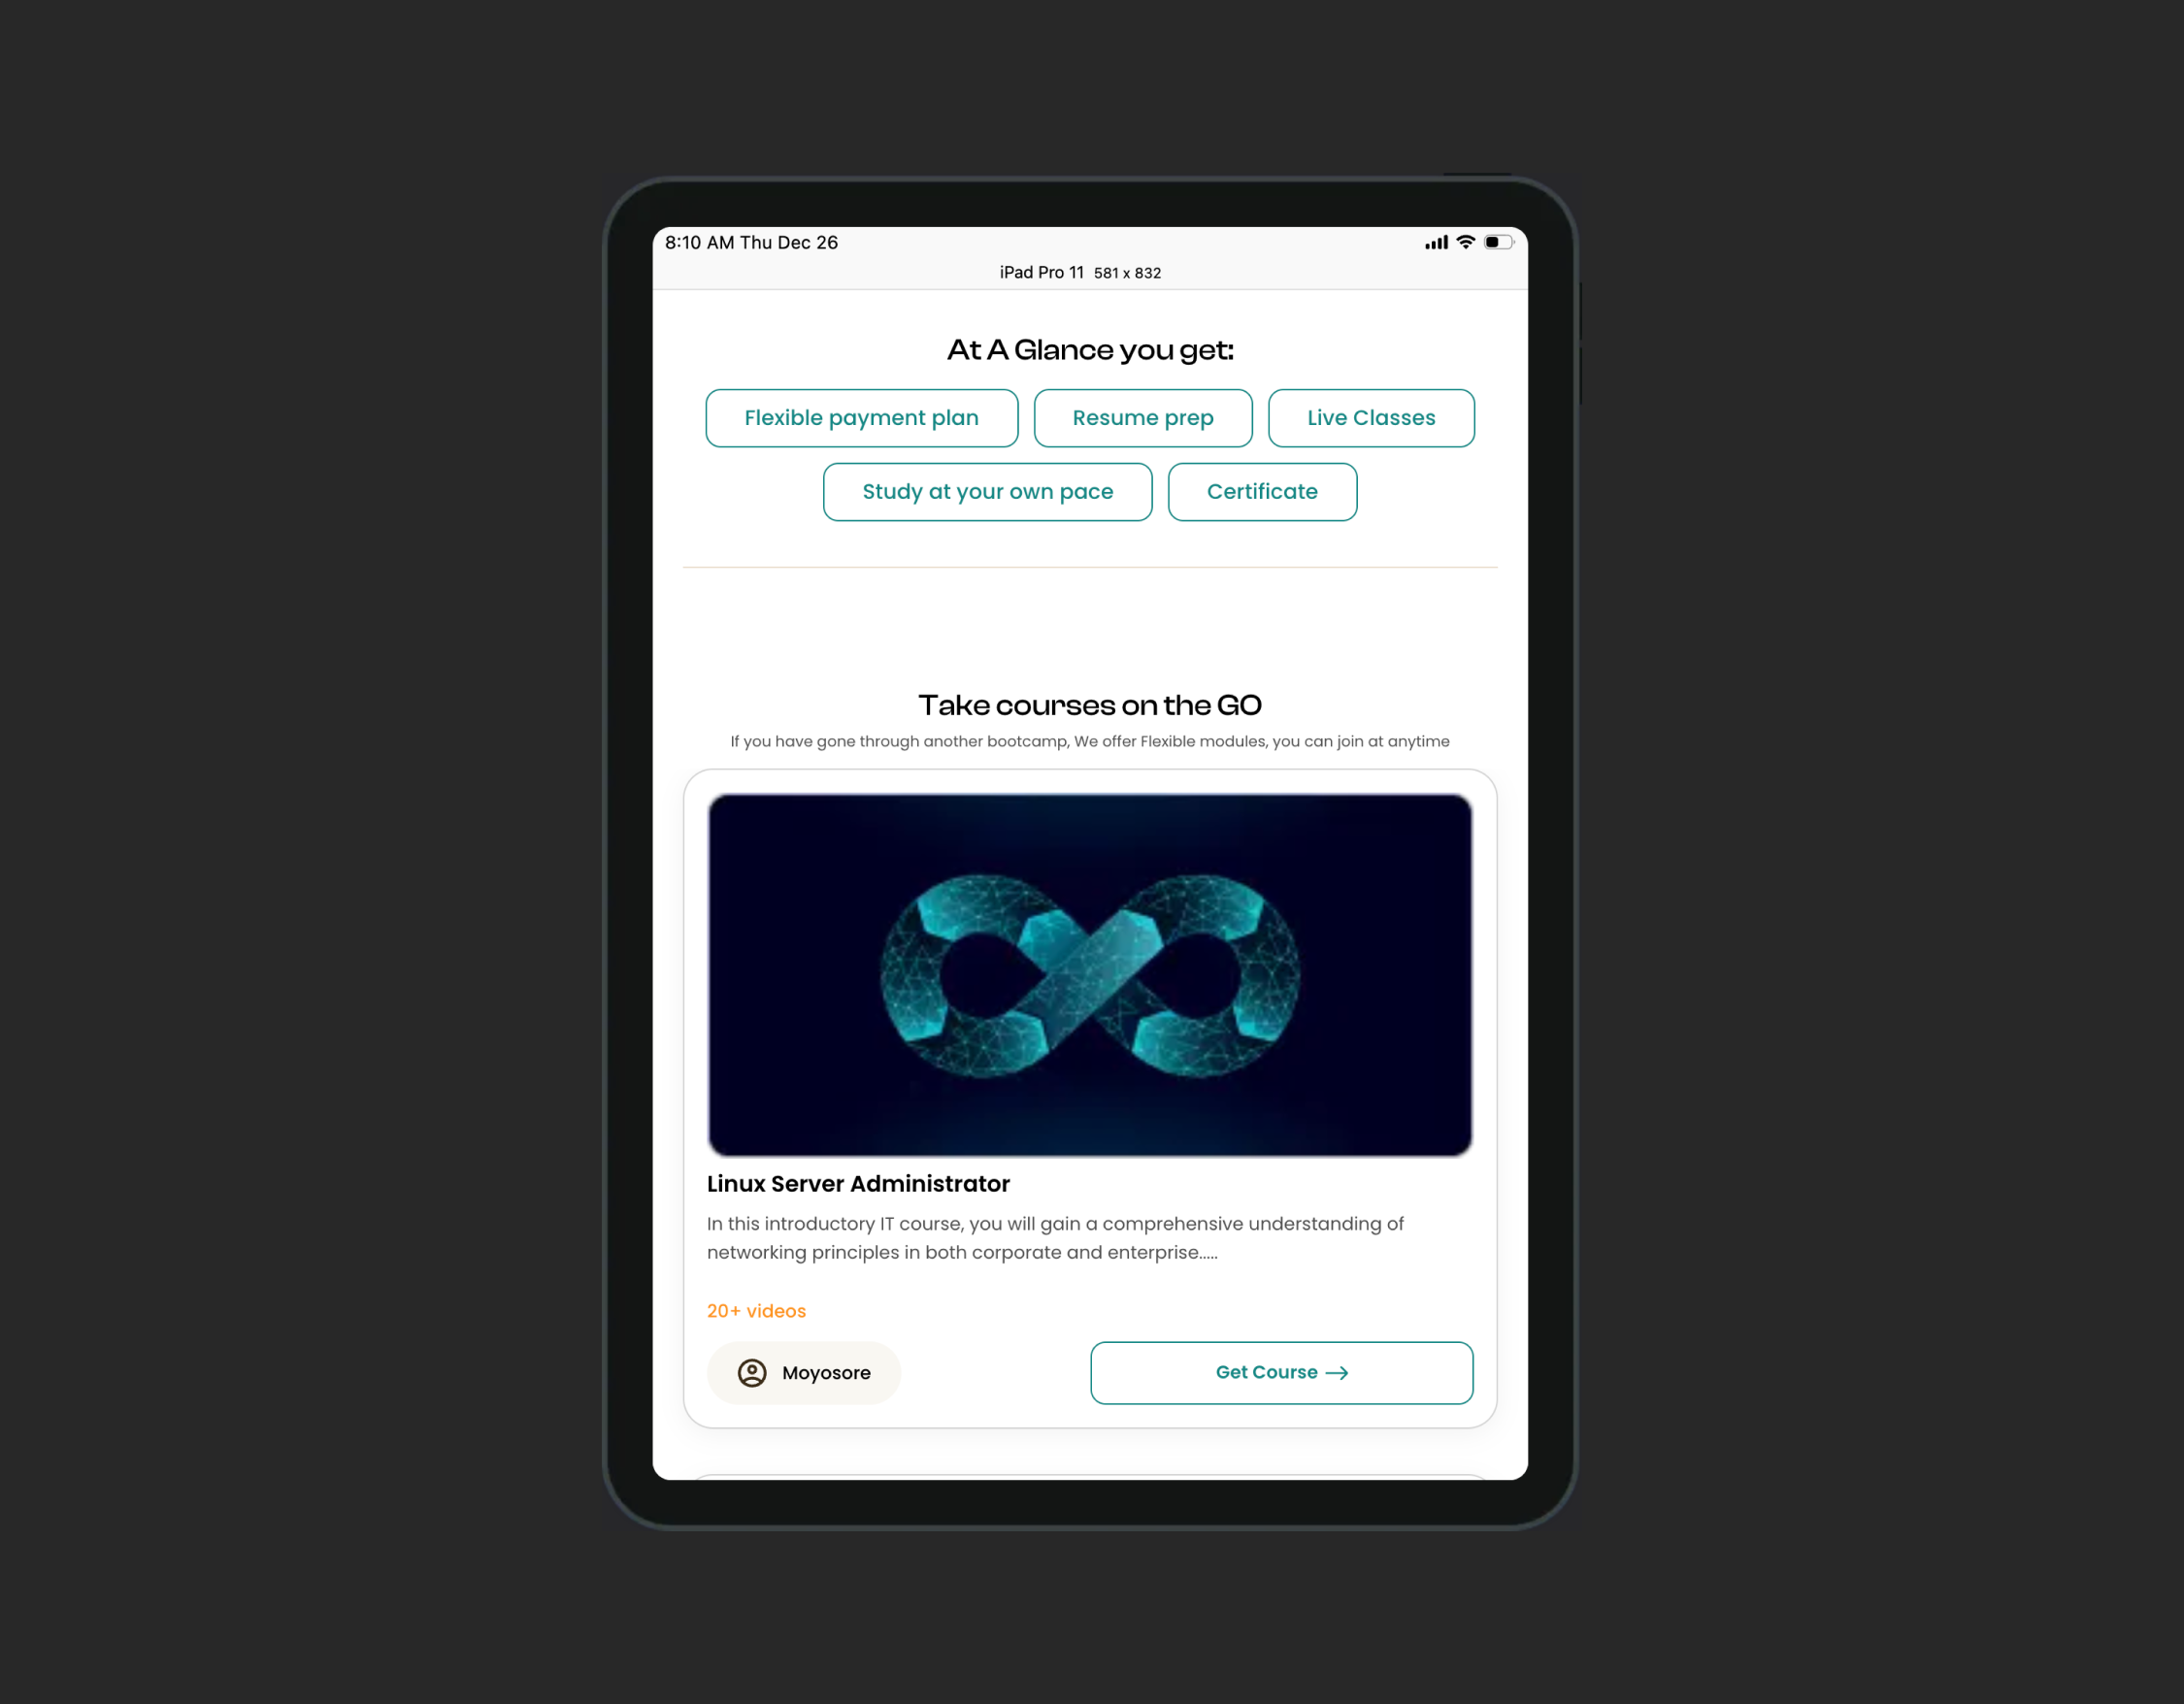 8:10 AM Thu Dec 26
iPad Pro 11 581 x 832
At A Glance you get:
Flexible payment plan
Resume prep
Live Classes
Study at your own pace
Certificate
Take courses on the GO
If you have gone through another bootcamp, We offer Flexible modules, you can join at anytime
Linux Server Administrator
In this introductory IT course, you will gain a comprehensive understanding of
networking principles in both corporate and enterprise.....
20+ videos
Moyosore
Get Course →